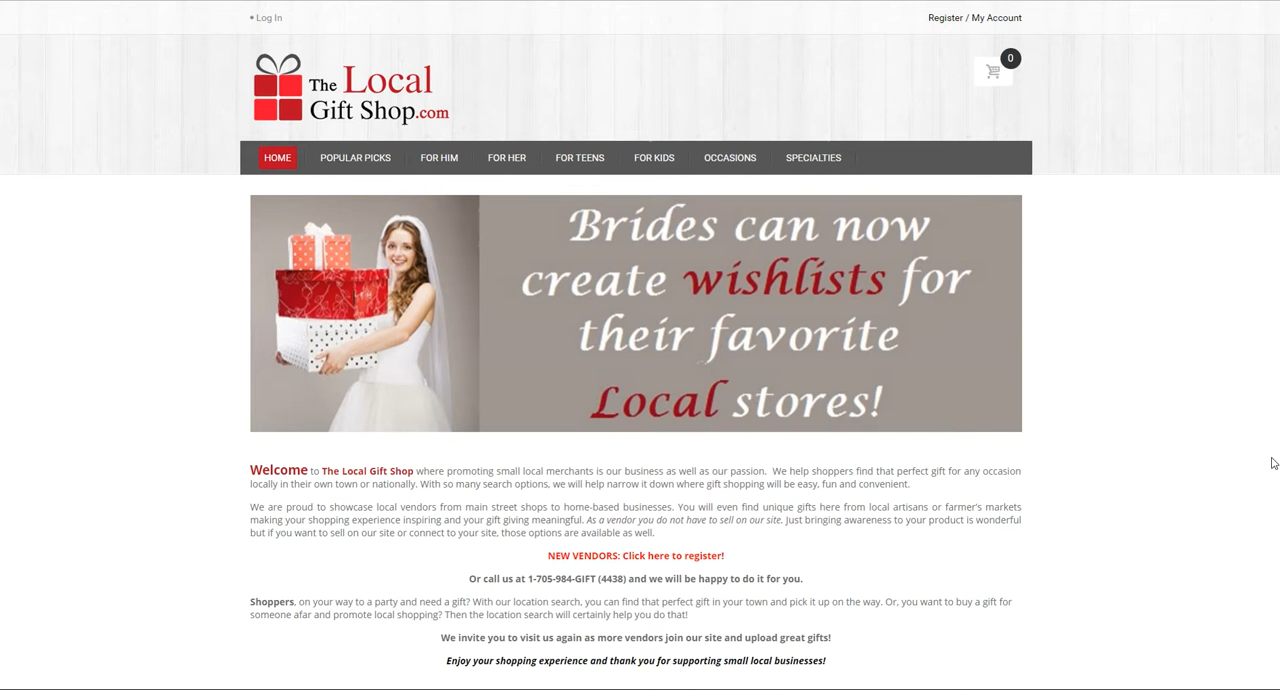 Log In
Register / My Account
The Local
Gift Shop.com
0
HOME POPULAR PICKS FOR HIM FOR HER FOR TEENS FOR KIDS OCCASIONS SPECIALTIES
Brides can now
create wishlists for
their favorite
Local stores!
Welcome to The Local Gift Shop where promoting small local merchants is our business as well as our passion. We help shoppers find that perfect gift for any occasion
locally in their own town or nationally. With so many search options, we will help narrow it down where gift shopping will be easy, fun and convenient.
We are proud to showcase local vendors from main street shops to home-based businesses. You will even find unique gifts here from local artisans or farmer's markets
making your shopping experience inspiring and your gift giving meaningful. As a vendor you do not have to sell on our site. Just bringing awareness to your product is wonderful
but if you want to sell on our site or connect to your site, those options are available as well.
NEW VENDORS: Click here to register!
Or call us at 1-705-984-GIFT (4438) and we will be happy to do it for you.
Shoppers, on your way to a party and need a gift? With our location search, you can find that perfect gift in your town and pick it up on the way. Or, you want to buy a gift for
someone afar and promote local shopping? Then the location search will certainly help you do that!
We invite you to visit us again as more vendors join our site and upload great gifts!
Enjoy your shopping experience and thank you for supporting small local businesses!